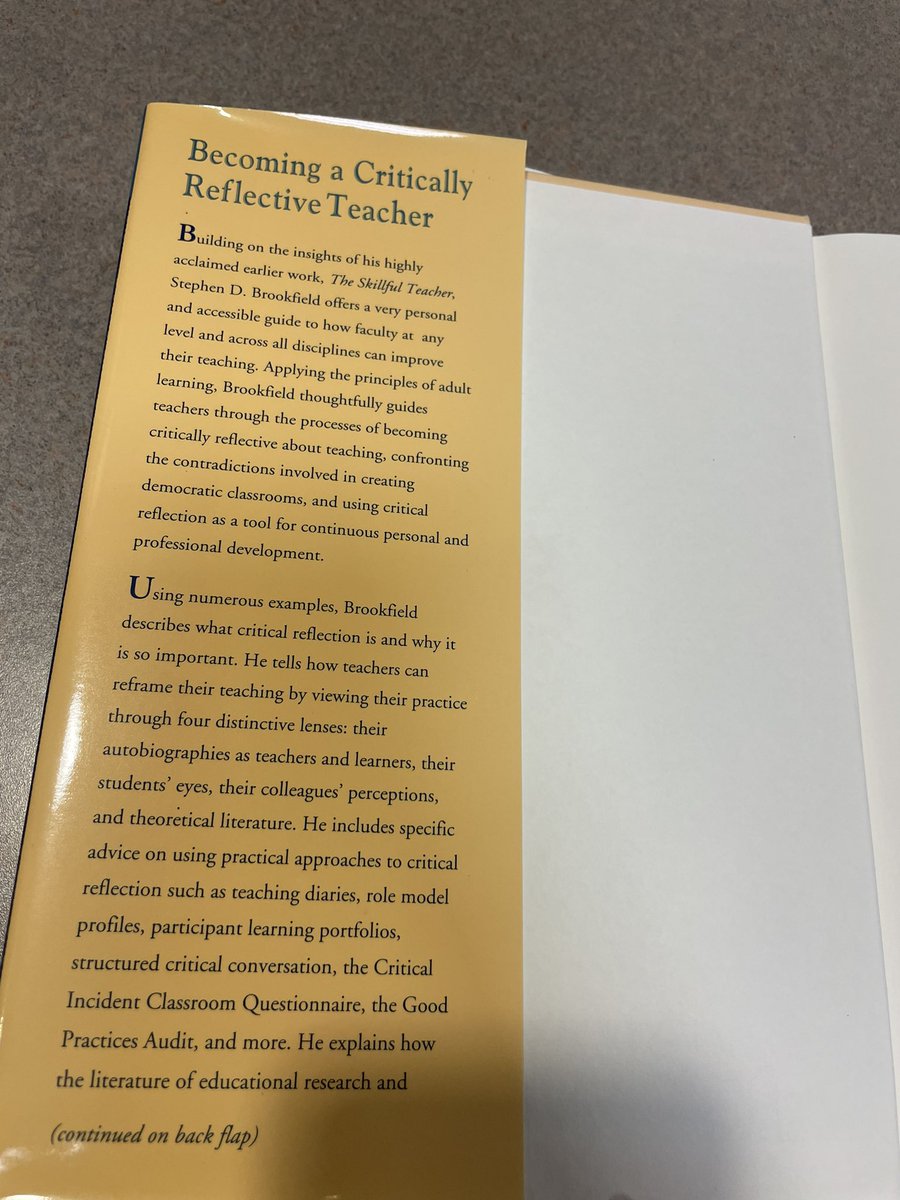 Becoming a Critically
Reflective Teacher
Building on the insights of his highly
acclaimed earlier work, The Skillful Teacher,
Stephen D. Brookfield offers a very personal
and accessible guide to how faculty at any
level and across all disciplines can improve
their teaching. Applying the principles of adult
learning, Brookfield thoughtfully guides
teachers through the processes of becoming
critically reflective about teaching, confronting
the contradictions involved in creating
democratic classrooms, and using critical
reflection as a tool for continuous personal and
professional development.
Using numerous examples, Brookfield
describes what critical reflection is and why it
is so important. He tells how teachers can
reframe their teaching by viewing their practice
through four distinctive lenses: their
autobiographies as teachers and learners, their
students' eyes, their colleagues' perceptions,
and theoretical literature. He includes specific
advice on using practical approaches to critical
reflection such as teaching diaries, role model
profiles, participant learning portfolios,
structured critical conversation, the Critical
Incident Classroom Questionnaire, the Good
Practices Audit, and more. He explains how
the literature of educational research and
(continued on back flap)